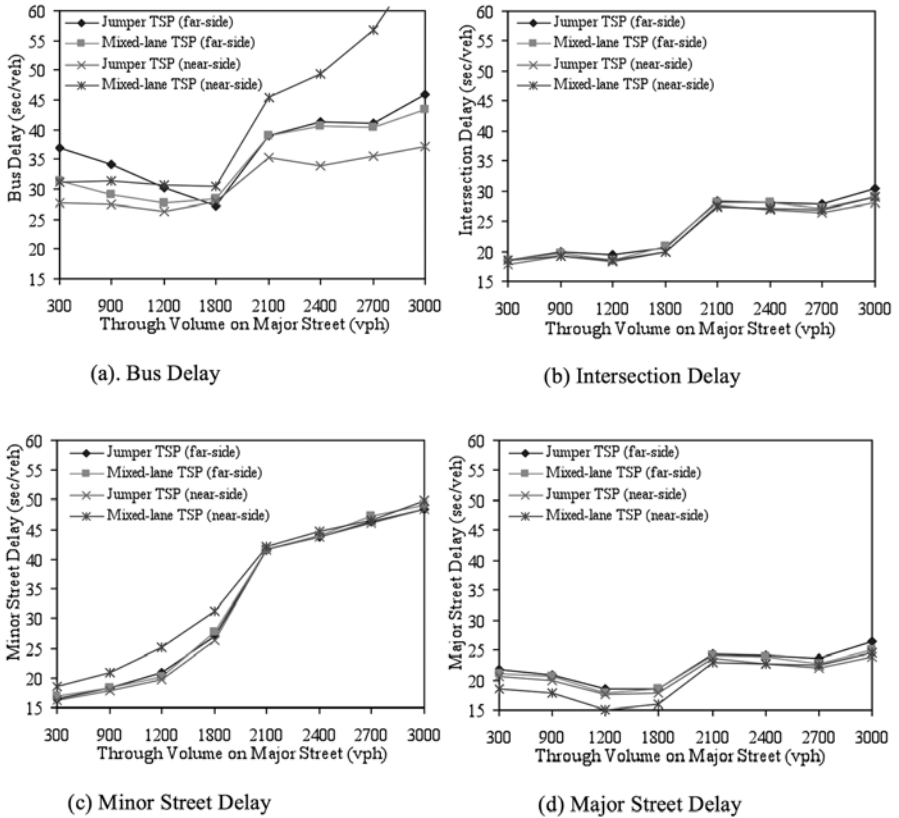 60
55
50
45
40
35
30
25
20
15
Bus Delay (sec/veh)
Jumper TSP (far-side)
Mixed-lane TSP (far-side)
Jumper TSP (near-side)
Mixed-lane TSP (near-side)
300 900 1200 1800 2100 2400 2700 3000
Through Volume on Major Street (vph)
(a). Bus Delay
60
55
50
45
40
35
30
25
20
15
Intersection Delay (sec/veh)
Jumper TSP (far-side)
Mixed-lane TSP (far-side)
Jumper TSP (near-side)
Mixed-lane TSP (near-side)
300 900 1200 1800 2100 2400 2700 3000
Through Volume on Major Street (vph)
(b) Intersection Delay
60
55
50
45
40
35
30
25
20
15
Minor Street Delay (sec/veh)
Jumper TSP (far-side)
Mixed-lane TSP (far-side)
Jumper TSP (near-side)
Mixed-lane TSP (near-side)
300 900 1200 1800 2100 2400 2700 3000
Through Volume on Major Street (vph)
(c) Minor Street Delay
60
55
50
45
40
35
30
25
20
15
Major Street Delay (sec/veh)
Jumper TSP (far-side)
Mixed-lane TSP (far-side)
Jumper TSP (near-side)
Mixed-lane TSP (near-side)
300 900 1200 1800 2100 2400 2700 3000
Through Volume on Major Street (vph)
(d) Major Street Delay